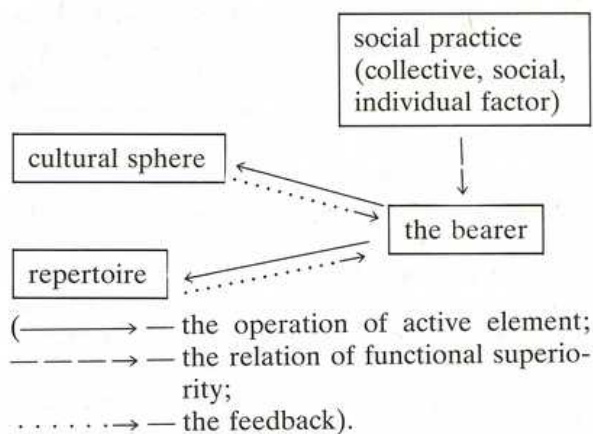 social practice
(collective, social,
individual factor)
cultural sphere
the bearer
repertoire
(⟶ — the operation of active element;
– – –→ — the relation of functional superio-
rity;
. . . . . → — the feedback).